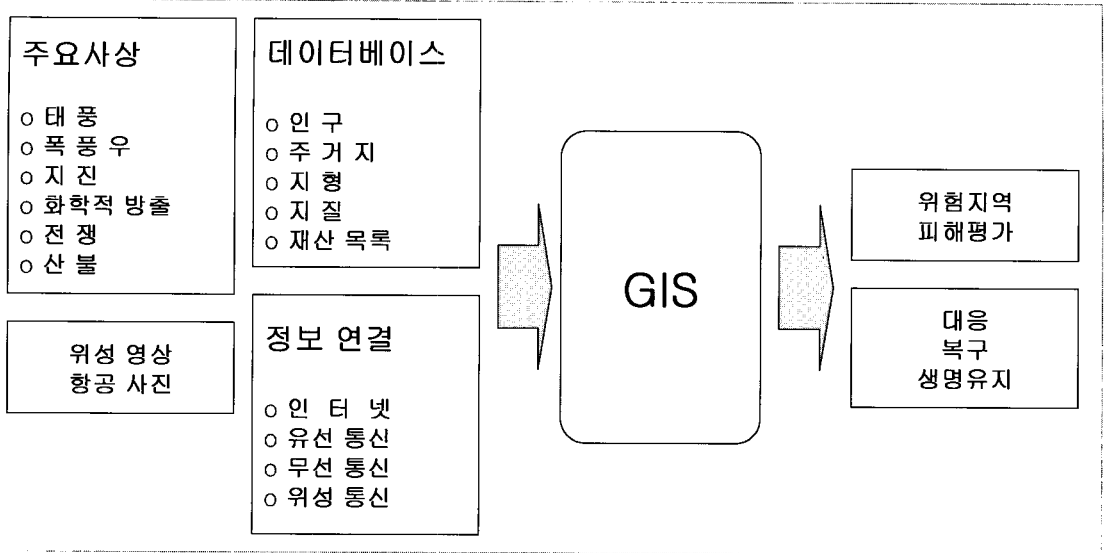 주요사상
o 태 풍
o 폭 풍 우
o 지 진
o 화학적 방출
o 전 쟁
o 산 불
위성 영상
항공 사진
데이터베이스
o 인 구
o 주 거 지
o 지 형
o 지 질
o 재산 목록
정보 연결
o 인 터 넷
o 유선 통신
o 무선 통신
o 위성 통신
GIS
위험지역
피해평가
대응
복구
생명유지